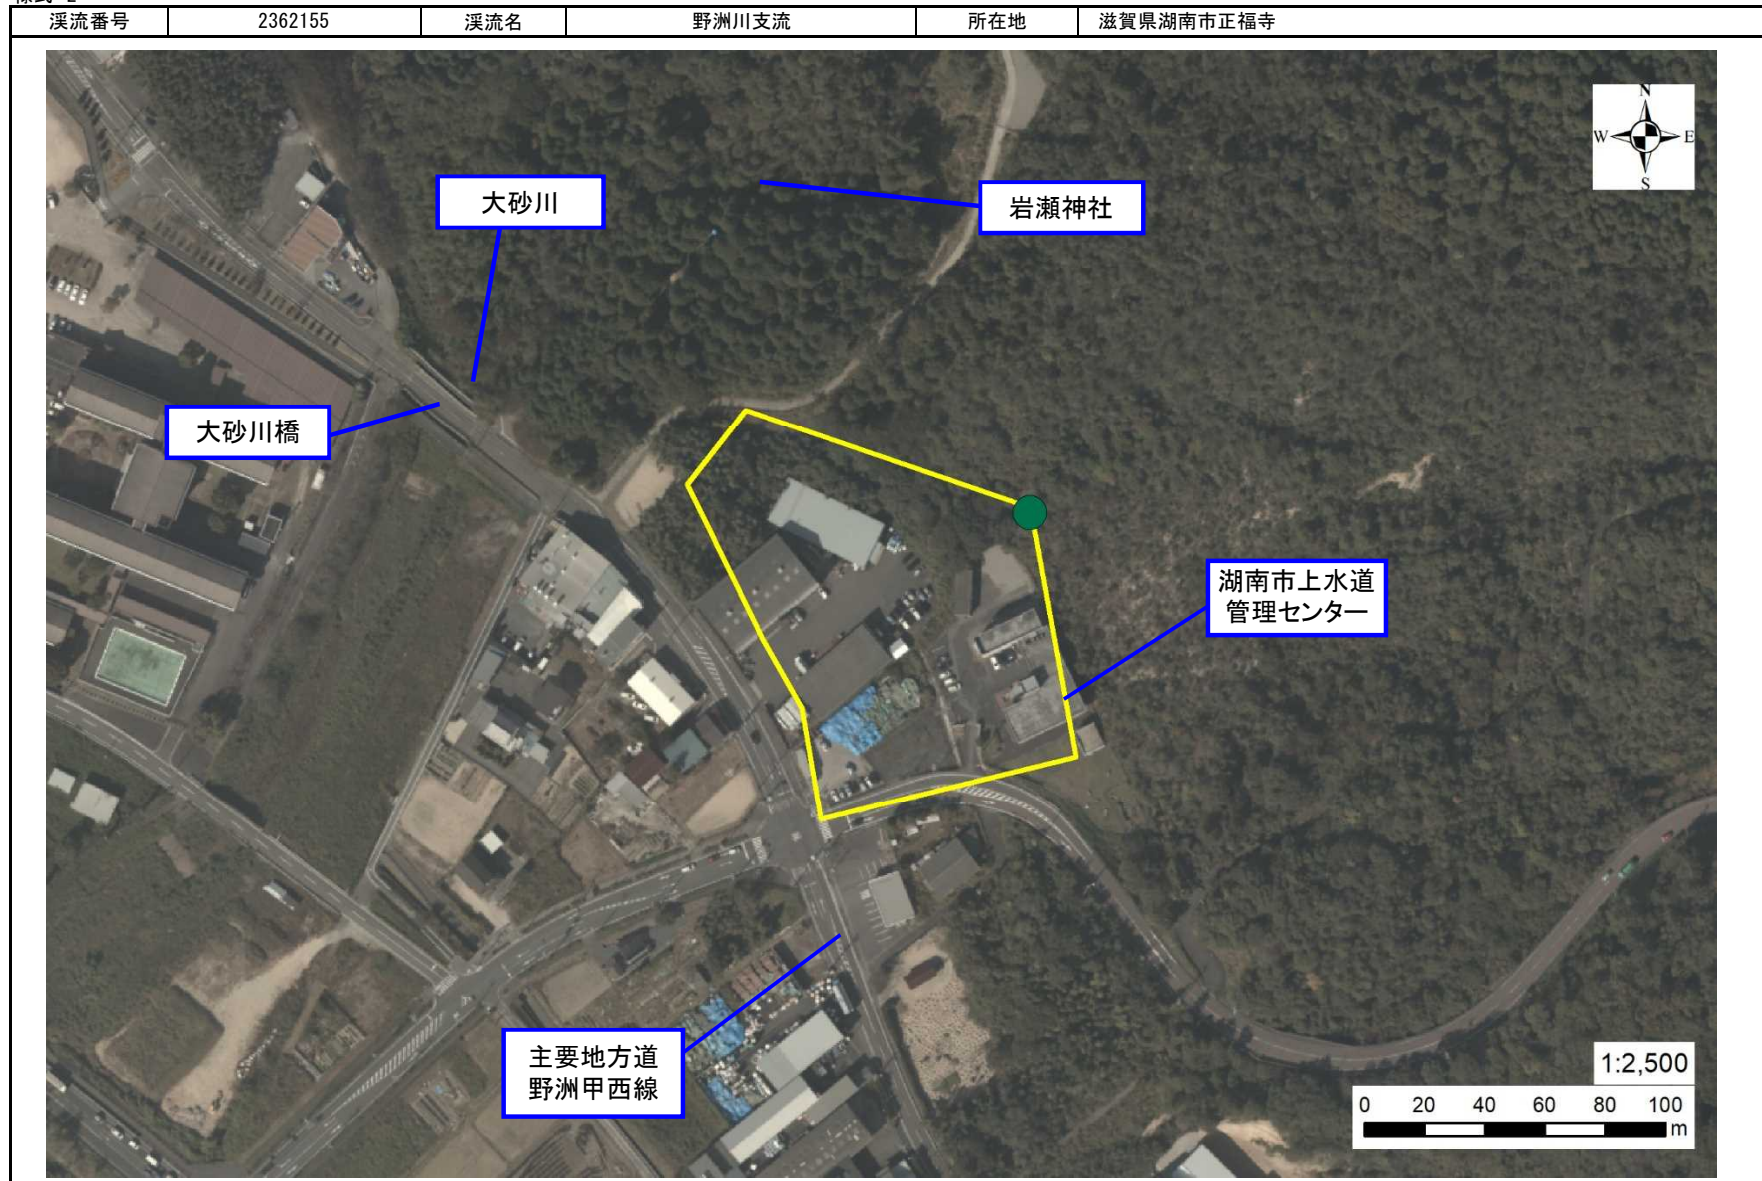 渓流番号 2362155 渓流名 野洲川支流 所在地 滋賀県湖南市正福寺
N
W E
S
大砂川
岩瀬神社
大砂川橋
湖南市上水道
管理センター
主要地方道
野洲甲西線
1:2,500
0 20 40 60 80 100
m